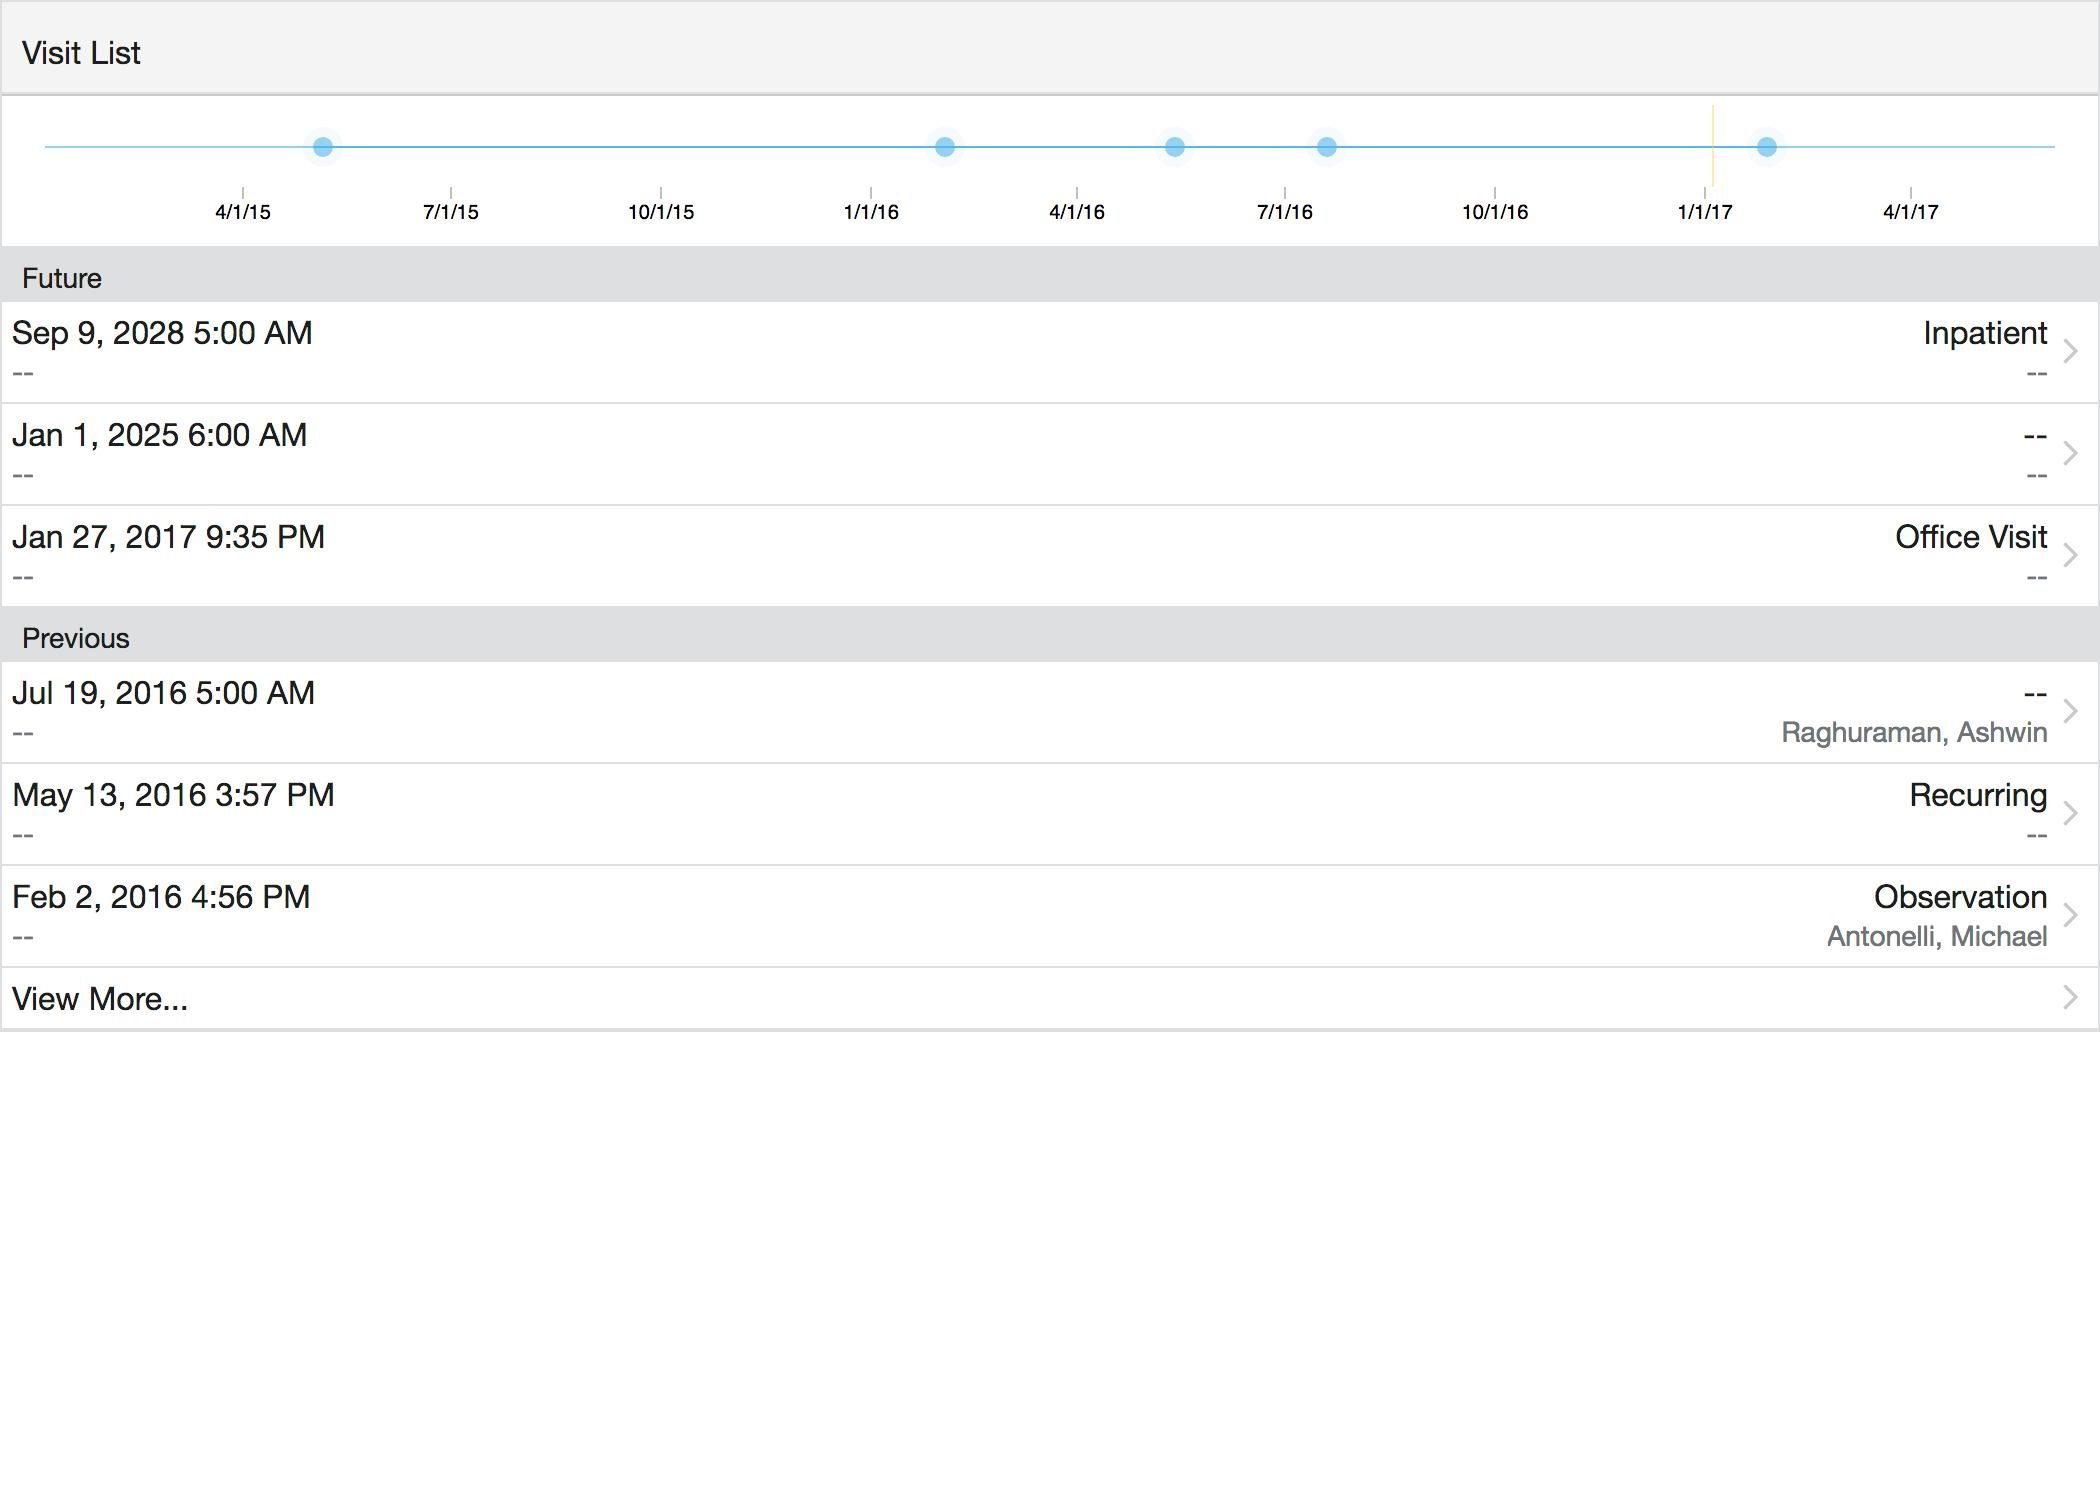 Visit List
4/1/15 7/1/15 10/1/15 1/1/16 4/1/16 7/1/16 10/1/16 1/1/17 4/1/17
Future
Sep 9, 2028 5:00 AM Inpatient
-- --
Jan 1, 2025 6:00 AM --
-- --
Jan 27, 2017 9:35 PM Office Visit
-- --
Previous
Jul 19, 2016 5:00 AM --
-- Raghuraman, Ashwin
May 13, 2016 3:57 PM Recurring
-- --
Feb 2, 2016 4:56 PM Observation
-- Antonelli, Michael
View More...